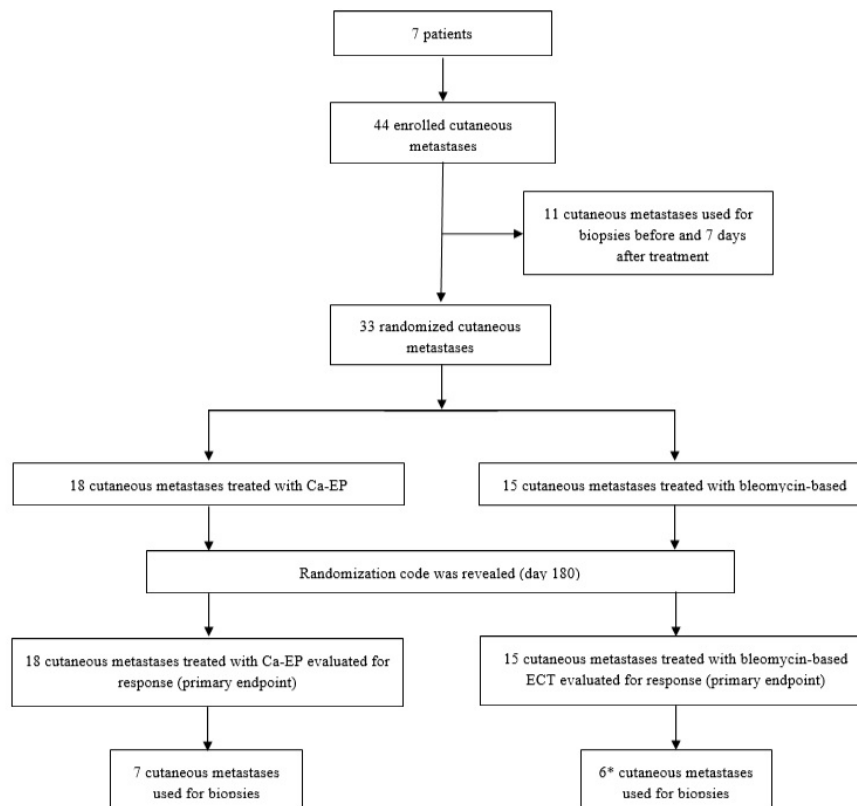 7 patients
44 enrolled cutaneous
metastases
11 cutaneous metastases used for
biopsies before and 7 days
after treatment
33 randomized cutaneous
metastases
18 cutaneous metastases treated with Ca-EP
15 cutaneous metastases treated with bleomycin-based
Randomization code was revealed (day 180)
18 cutaneous metastases treated with Ca-EP evaluated for
response (primary endpoint)
15 cutaneous metastases treated with bleomycin-based
ECT evaluated for response (primary endpoint)
7 cutaneous metastases
used for biopsies
6* cutaneous metastases
used for biopsies